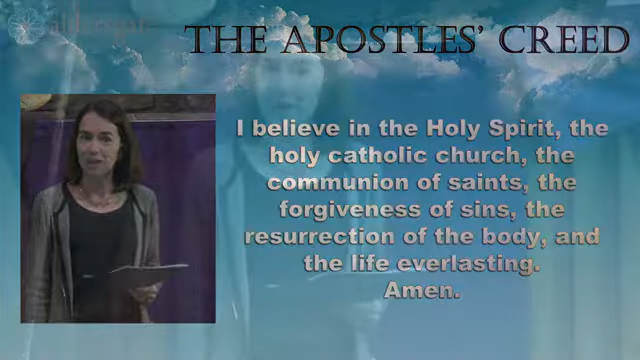 THE APOSTLES' CREED
I believe in the Holy Spirit, the
holy catholic church, the
communion of saints, the
forgiveness of sins, the
resurrection of the body, and
the life everlasting.
Amen.